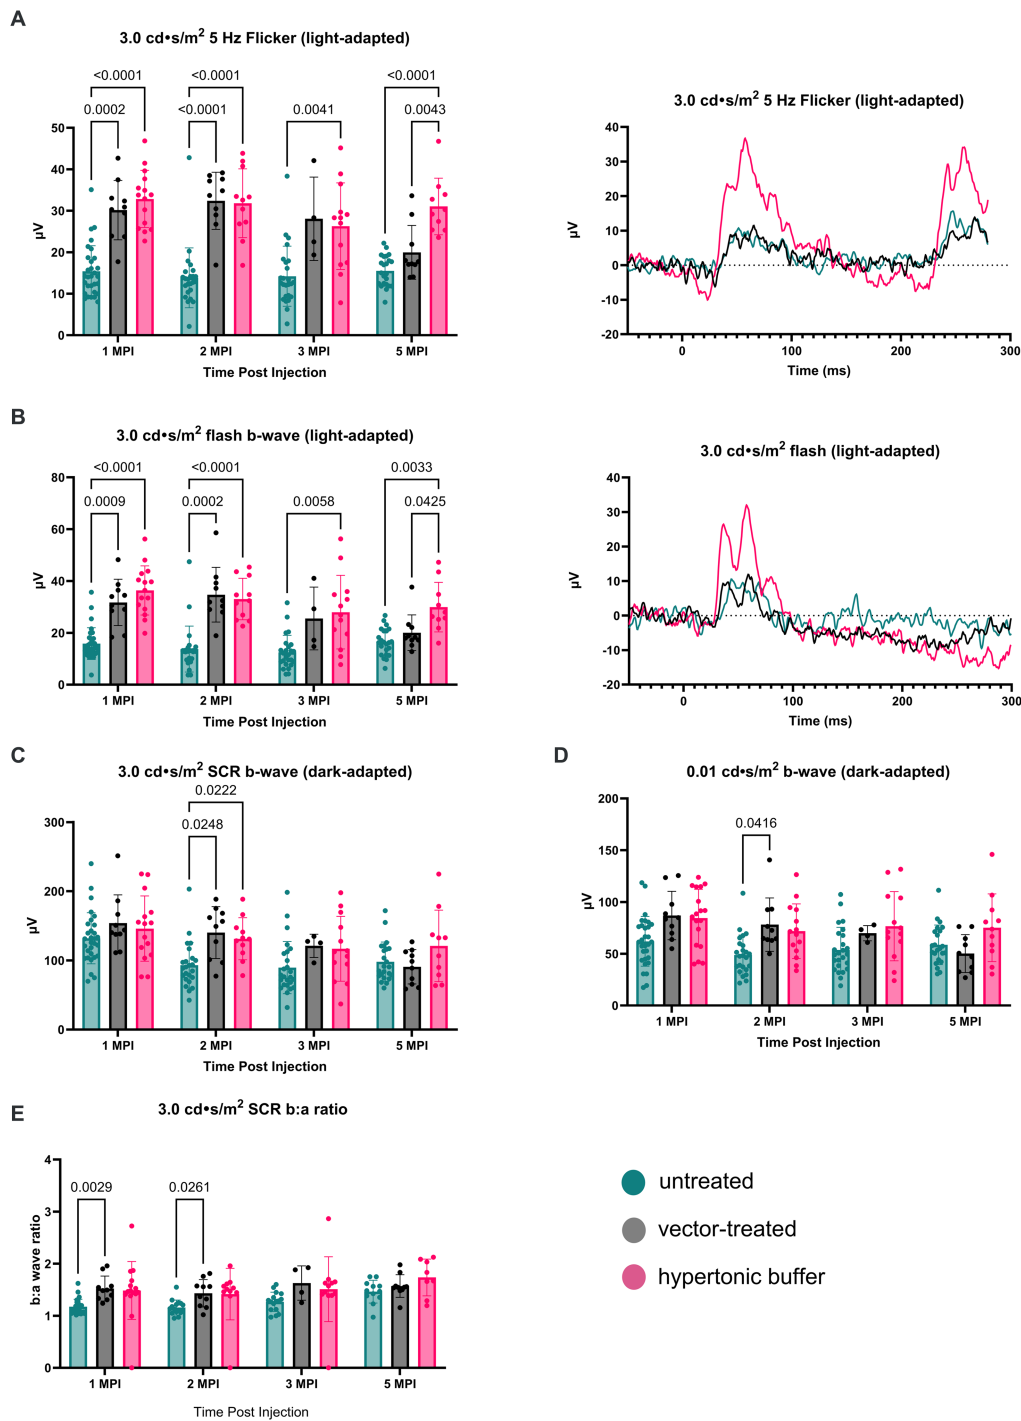 A
3.0 cd•s/m2 5 Hz Flicker (light-adapted)
<0.0001 <0.0001 <0.0001
0.0002 <0.0001 0.0041 0.0043
50
40
30
20
10
0
µV
1 MPI 2 MPI 3 MPI 5 MPI
Time Post Injection
3.0 cd•s/m2 5 Hz Flicker (light-adapted)
40
30
20
10
0
-10
-20
µV
0 100 200 300
Time (ms)
B
3.0 cd•s/m2 flash b-wave (light-adapted)
<0.0001 <0.0001 0.0033
0.0009 0.0002 0.0058 0.0425
80
60
40
20
0
µV
1 MPI 2 MPI 3 MPI 5 MPI
Time Post Injection
3.0 cd•s/m2 flash (light-adapted)
40
30
20
10
0
-10
-20
µV
0 100 200 300
Time (ms)
C
3.0 cd•s/m2 SCR b-wave (dark-adapted)
0.0222
0.0248
300
200
100
0
µV
1 MPI 2 MPI 3 MPI 5 MPI
Time Post Injection
D
0.01 cd•s/m2 b-wave (dark-adapted)
0.0416
200
150
100
50
0
µV
1 MPI 2 MPI 3 MPI 5 MPI
Time Post Injection
E
3.0 cd•s/m2 SCR b:a ratio
0.0029 0.0261
4
3
2
1
0
b:a wave ratio
1 MPI 2 MPI 3 MPI 5 MPI
Time Post Injection
untreated
vector-treated
hypertonic buffer